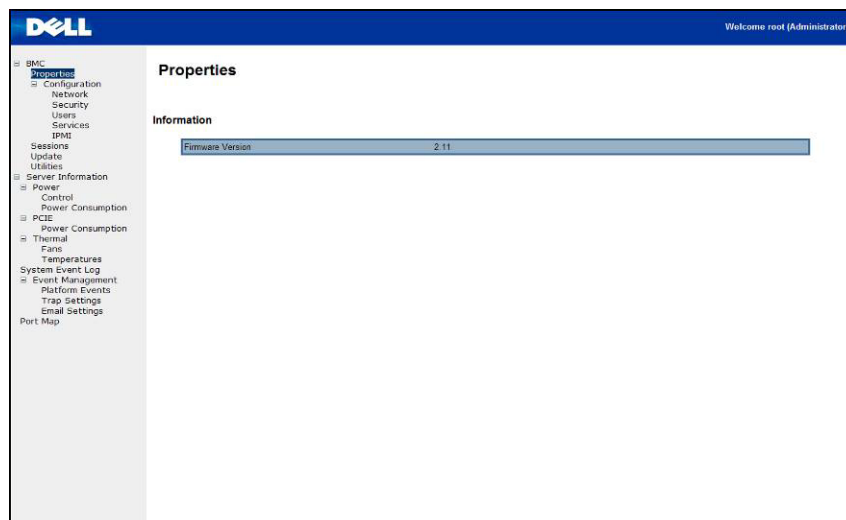 DELL
Welcome root (Administrator
BMC
Properties
Configuration
Network
Security
Users
Services
IPMI
Sessions
Update
Utilities
Server Information
Power
Control
Power Consumption
PCIE
Power Consumption
Thermal
Fans
Temperatures
System Event Log
Event Management
Platform Events
Trap Settings
Email Settings
Port Map
Properties
Information
Firmware Version 2.11